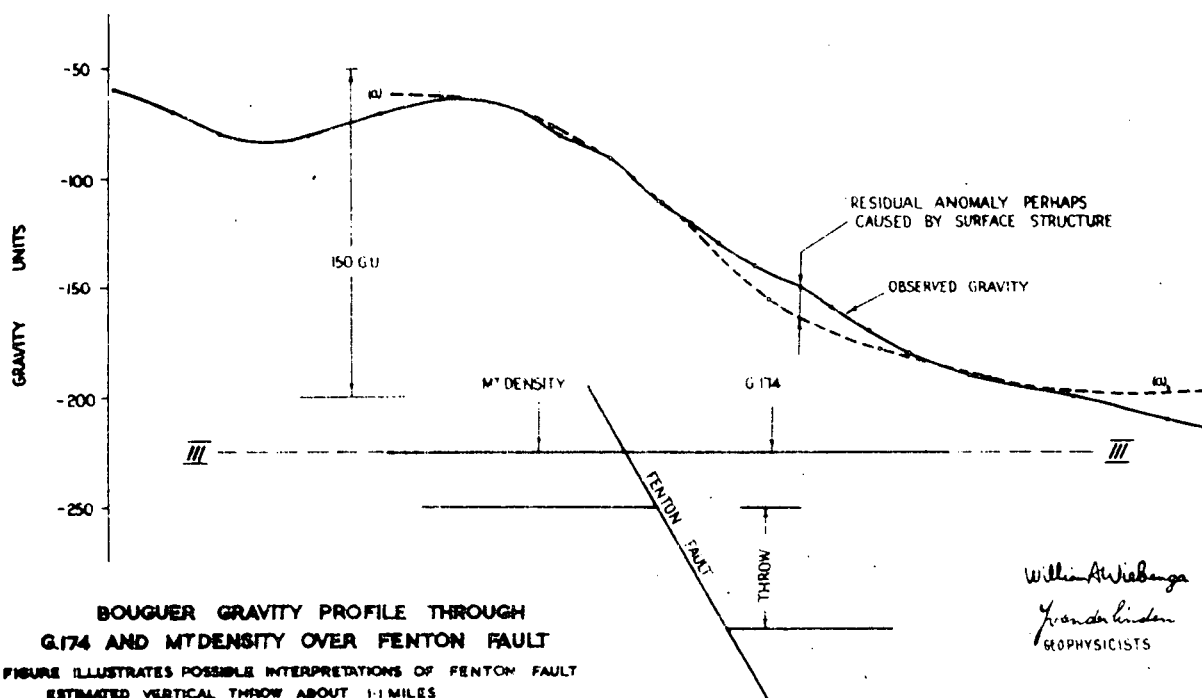 -50
-100
-150
-200
-250
GRAVITY UNITS
150 G.U
(a)
RESIDUAL ANOMALY PERHAPS
CAUSED BY SURFACE STRUCTURE
OBSERVED GRAVITY
(a)
MT DENSITY
G.174
III
III
FENTON FAULT
THROW
BOUGUER GRAVITY PROFILE THROUGH
G.174 AND MT DENSITY OVER FENTON FAULT
FIGURE ILLUSTRATES POSSIBLE INTERPRETATIONS OF FENTON FAULT
ESTIMATED VERTICAL THROW ABOUT 1·1 MILES
William A Wiebenga
J vander Linden
GEOPHYSICISTS